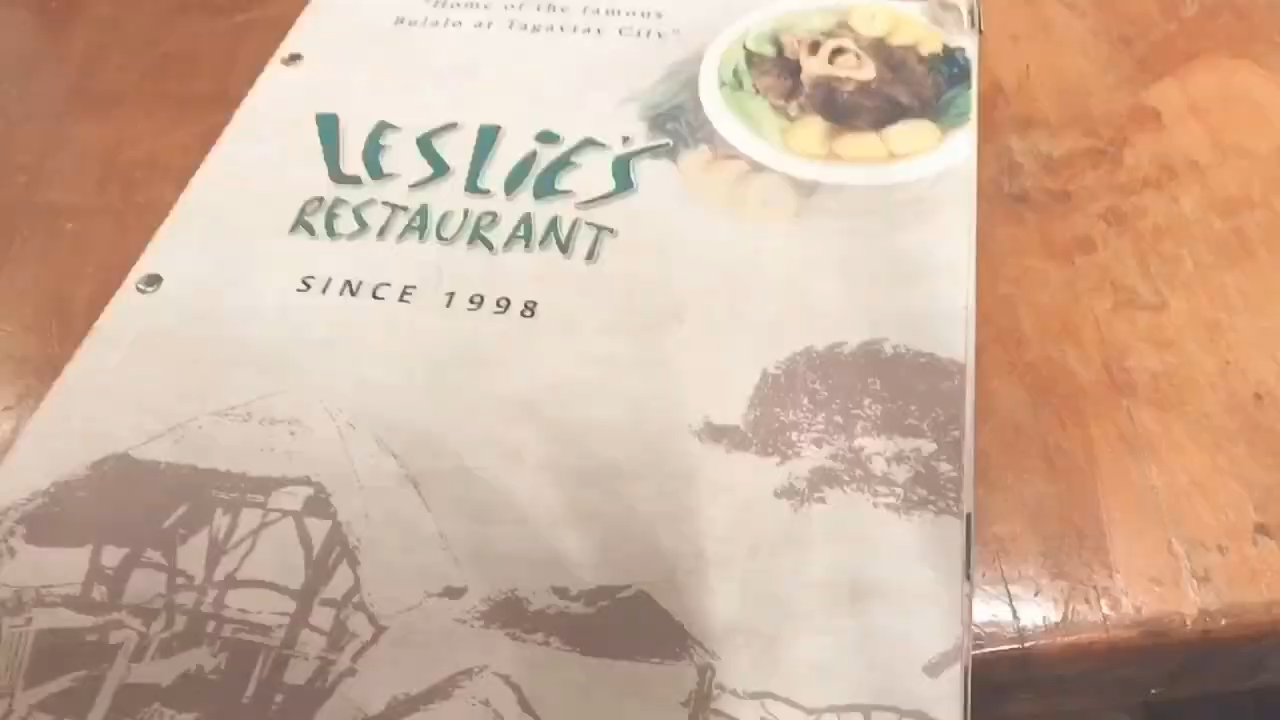 "Home of the famous
Bulalo at Tagaytay City"
LESLiE'S
RESTAURANT
SINCE 1998